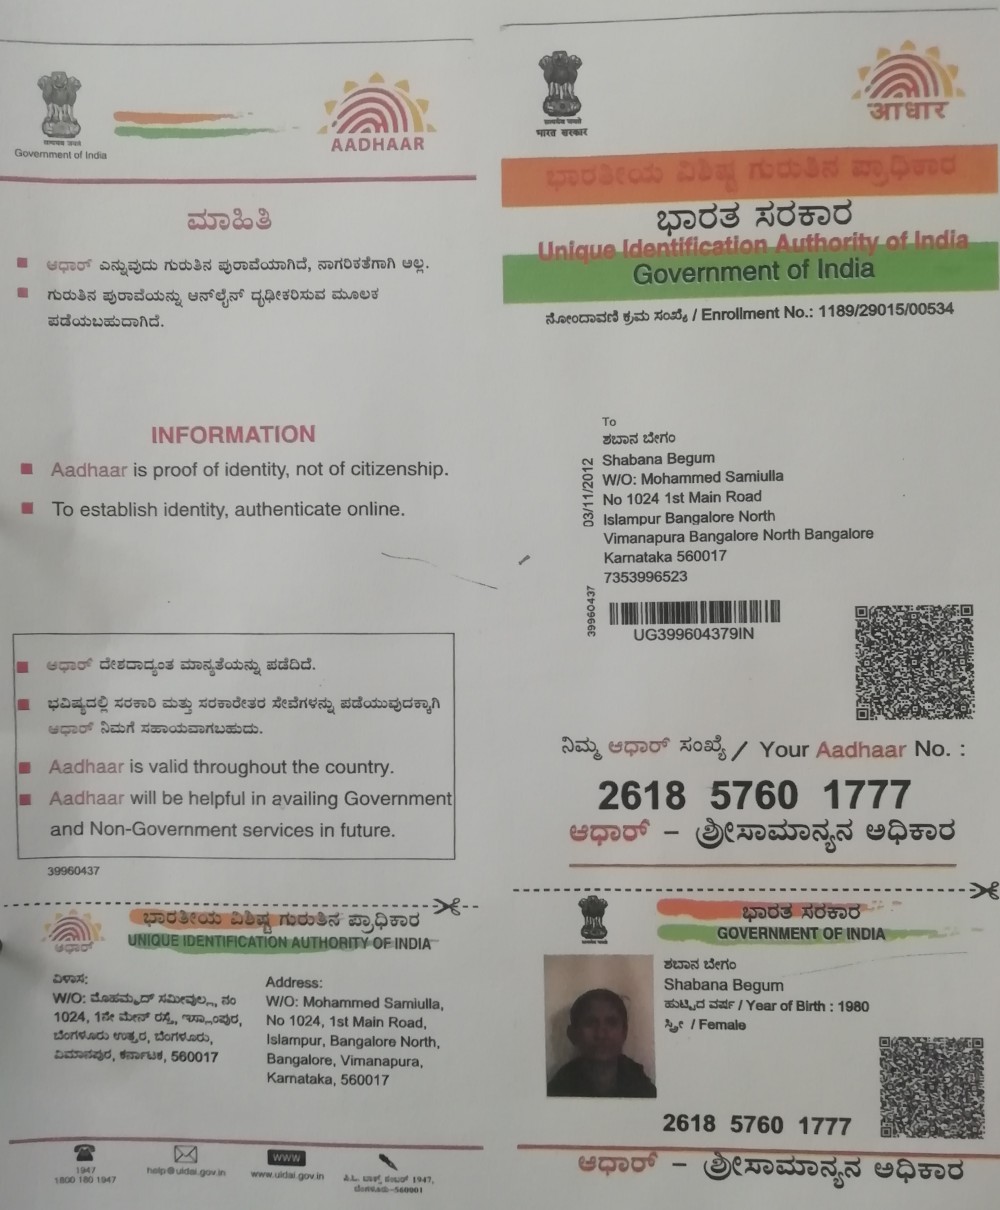 सत्यमेव जयते
Government of India
AADHAAR
ಮಾಹಿತಿ
ಆಧಾರ್ ಎನ್ನುವುದು ಗುರುತಿನ ಪುರಾವೆಯಾಗಿದೆ, ನಾಗರಿಕತೆಗಾಗಿ ಅಲ್ಲ.
ಗುರುತಿನ ಪುರಾವೆಯನ್ನು ಆನ್‌ಲೈನ್ ದೃಢೀಕರಿಸುವ ಮೂಲಕ
ಪಡೆಯಬಹುದಾಗಿದೆ.
INFORMATION
Aadhaar is proof of identity, not of citizenship.
To establish identity, authenticate online.
ಆಧಾರ್ ದೇಶದಾದ್ಯಂತ ಮಾನ್ಯತೆಯನ್ನು ಪಡೆದಿದೆ.
ಭವಿಷ್ಯದಲ್ಲಿ ಸರಕಾರಿ ಮತ್ತು ಸರಕಾರೇತರ ಸೇವೆಗಳನ್ನು ಪಡೆಯುವುದಕ್ಕಾಗಿ
ಆಧಾರ್ ನಿಮಗೆ ಸಹಾಯವಾಗಬಹುದು.
Aadhaar is valid throughout the country.
Aadhaar will be helpful in availing Government
and Non-Government services in future.
39960437
ಆಧಾರ್
ಭಾರತೀಯ ವಿಶಿಷ್ಟ ಗುರುತಿನ ಪ್ರಾಧಿಕಾರ
UNIQUE IDENTIFICATION AUTHORITY OF INDIA
ವಿಳಾಸ:
W/O: ಮೊಹಮ್ಮದ್ ಸಮೀವುಲ್ಲ, ನಂ
1024, 1ನೇ ಮೇನ್ ರಸ್ತೆ, ಇಸ್ಲಾಂಪುರ,
ಬೆಂಗಳೂರು ಉತ್ತರ, ಬೆಂಗಳೂರು,
ವಿಮಾನಪುರ, ಕರ್ನಾಟಕ, 560017
Address:
W/O: Mohammed Samiulla,
No 1024, 1st Main Road,
Islampur, Bangalore North,
Bangalore, Vimanapura,
Karnataka, 560017
1947
1800 180 1947
help@uidai.gov.in
WWW
www.uidai.gov.in
ಪಿ.ಓ. ಬಾಕ್ಸ್ ನಂಬರ್ 1947,
ಬೆಂಗಳೂರು-560001
सत्यमेव जयते
भारत सरकार
आधार
ಭಾರತೀಯ ವಿಶಿಷ್ಟ ಗುರುತಿನ ಪ್ರಾಧಿಕಾರ
ಭಾರತ ಸರಕಾರ
Unique Identification Authority of India
Government of India
ನೋಂದಾವಣಿ ಕ್ರಮ ಸಂಖ್ಯೆ / Enrollment No.: 1189/29015/00534
03/11/2012
To
ಶಬಾನ ಬೇಗಂ
Shabana Begum
W/O: Mohammed Samiulla
No 1024 1st Main Road
Islampur Bangalore North
Vimanapura Bangalore North Bangalore
Karnataka 560017
7353996523
39960437
UG399604379IN
ನಿಮ್ಮ ಆಧಾರ್ ಸಂಖ್ಯೆ / Your Aadhaar No. :
2618 5760 1777
ಆಧಾರ್ – ಶ್ರೀಸಾಮಾನ್ಯನ ಅಧಿಕಾರ
ಭಾರತ ಸರಕಾರ
GOVERNMENT OF INDIA
ಶಬಾನ ಬೇಗಂ
Shabana Begum
ಹುಟ್ಟಿದ ವರ್ಷ / Year of Birth : 1980
ಸ್ತ್ರೀ / Female
2618 5760 1777
ಆಧಾರ್ – ಶ್ರೀಸಾಮಾನ್ಯನ ಅಧಿಕಾರ